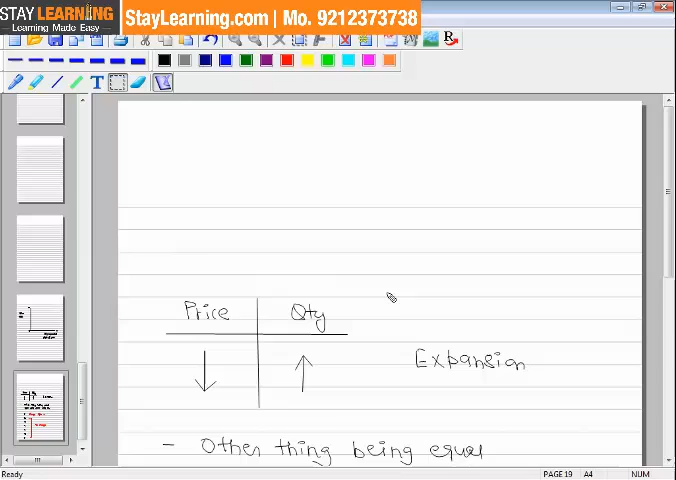 STAY LEARNING
Learning Made Easy
StayLearning.com | Mo. 9212373738
Price Qty
Expansion
- Other thing being equal
Ready
PAGE 19 A4 NUM